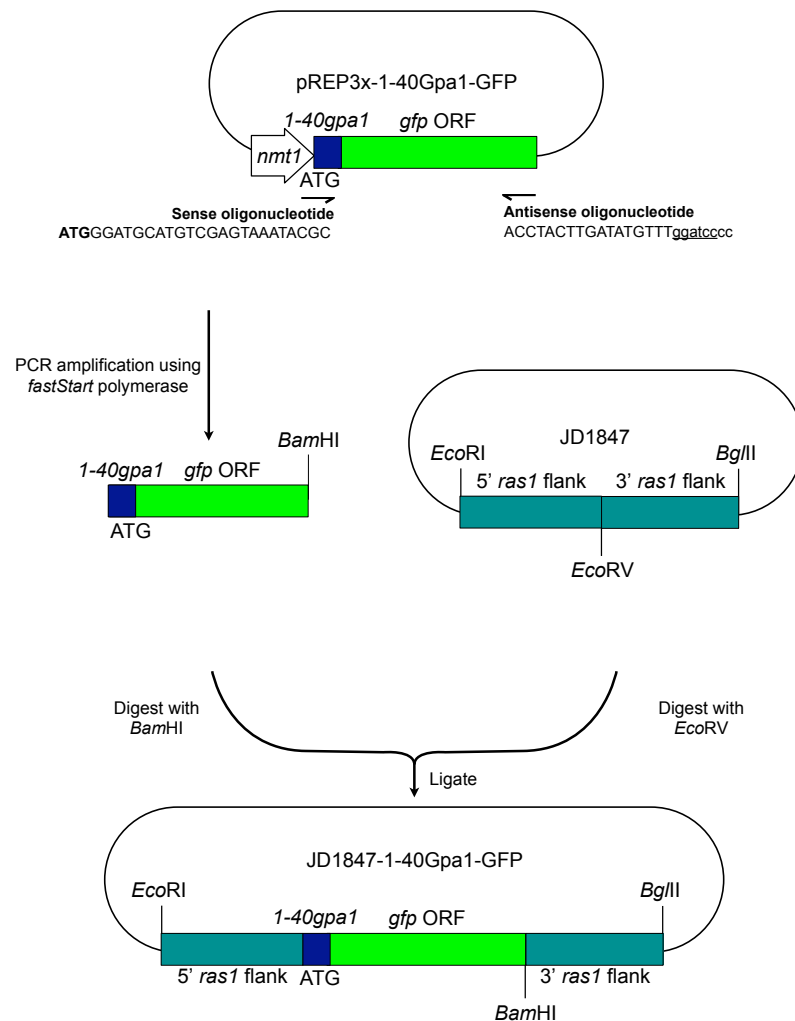 pREP3x-1-40Gpa1-GFP
1-40gpa1 gfp ORF
nmt1
ATG
Sense oligonucleotide
ATGGGATGCATGTCGAGTAAATACGC
Antisense oligonucleotide
ACCTACTTGATATGTTTggatcccc
PCR amplification using
fastStart polymerase
BamHI
1-40gpa1 gfp ORF
ATG
JD1847
EcoRI
BglII
5’ ras1 flank 3’ ras1 flank
EcoRV
Digest with
BamHI
Digest with
EcoRV
Ligate
JD1847-1-40Gpa1-GFP
EcoRI
BglII
1-40gpa1 gfp ORF
5’ ras1 flank ATG 3’ ras1 flank
BamHI